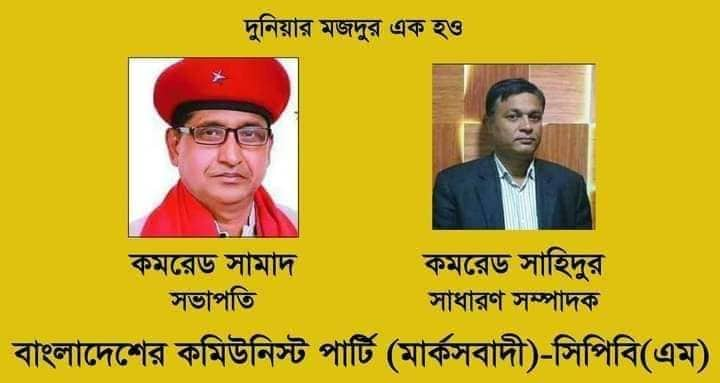 দুনিয়ার মজদুর এক হও
কমরেড সামাদ
সভাপতি
কমরেড সাহিদুর
সাধারণ সম্পাদক
বাংলাদেশের কমিউনিস্ট পার্টি (মার্কসবাদী)-সিপিবি(এম)